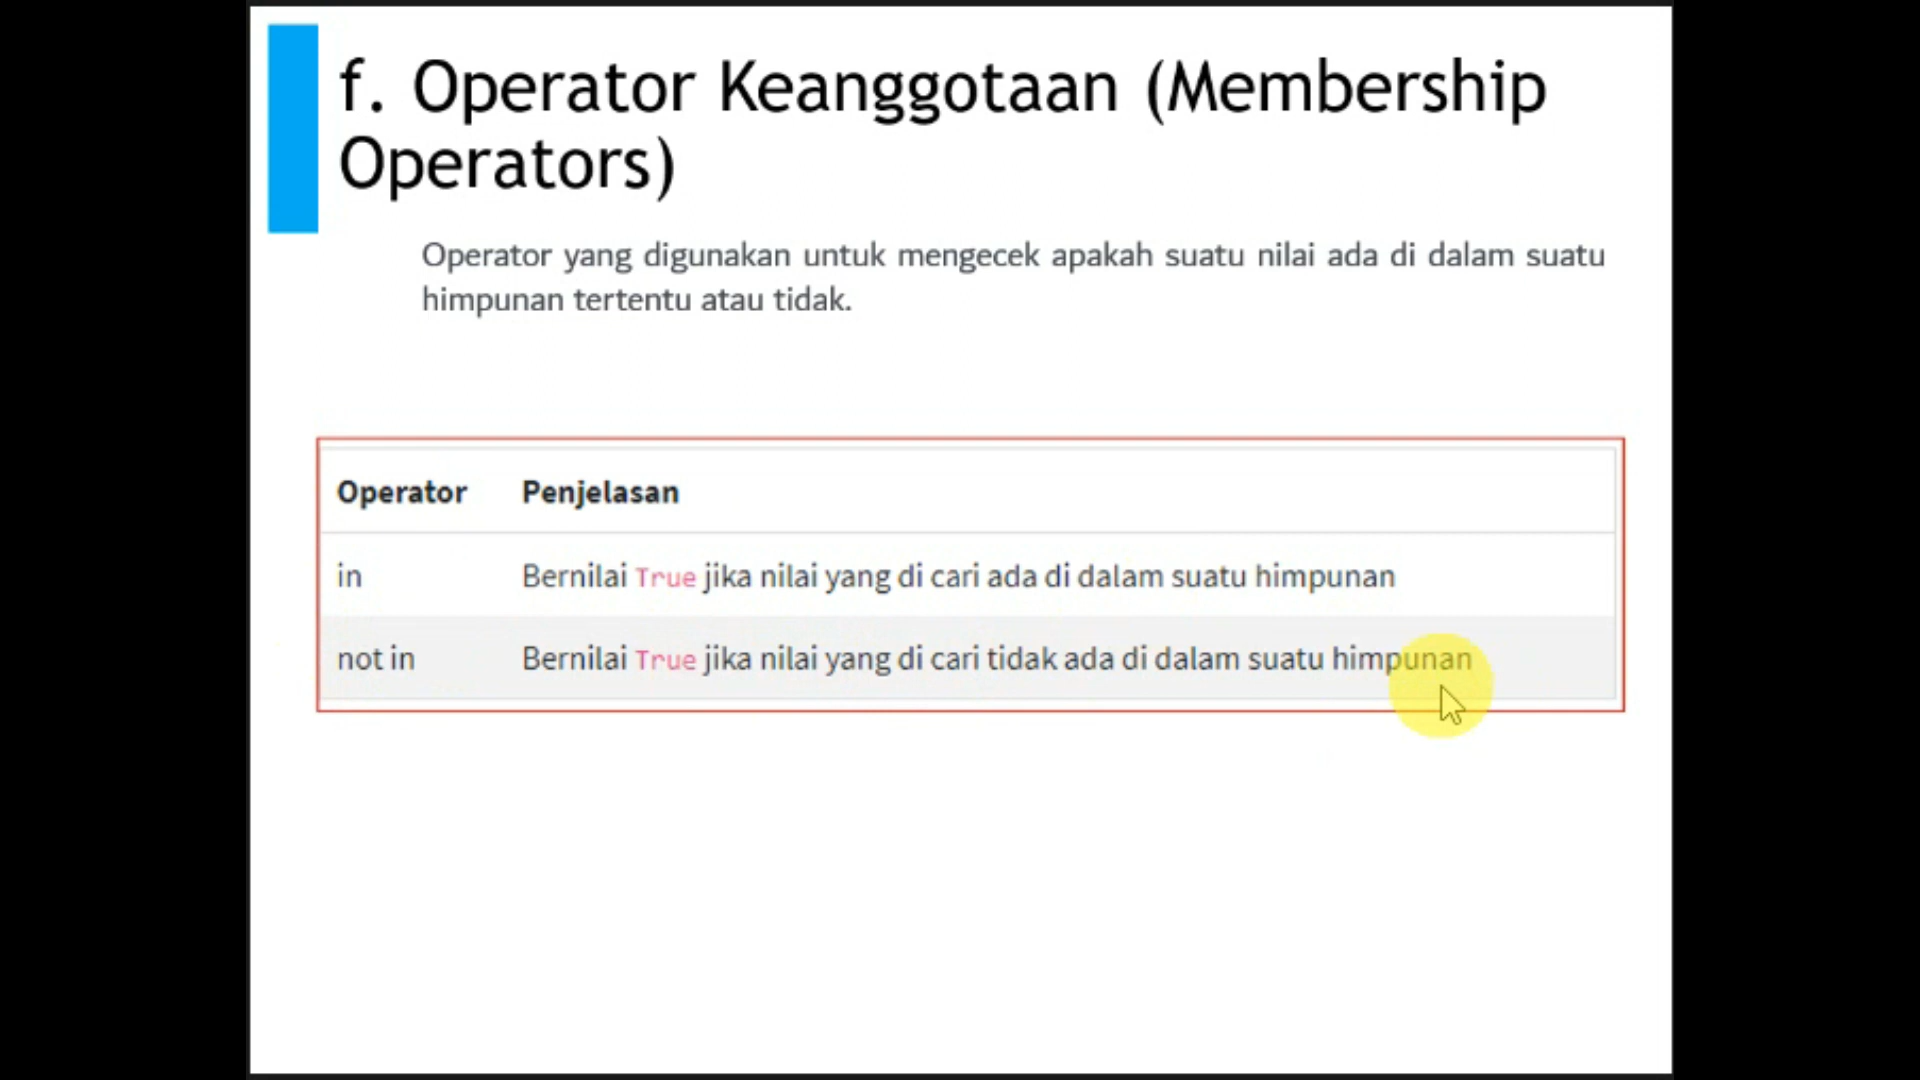 f. Operator Keanggotaan (Membership
Operators)
Operator yang digunakan untuk mengecek apakah suatu nilai ada di dalam suatu
himpunan tertentu atau tidak.
Operator Penjelasan
in Bernilai True jika nilai yang di cari ada di dalam suatu himpunan
not in Bernilai True jika nilai yang di cari tidak ada di dalam suatu himpunan